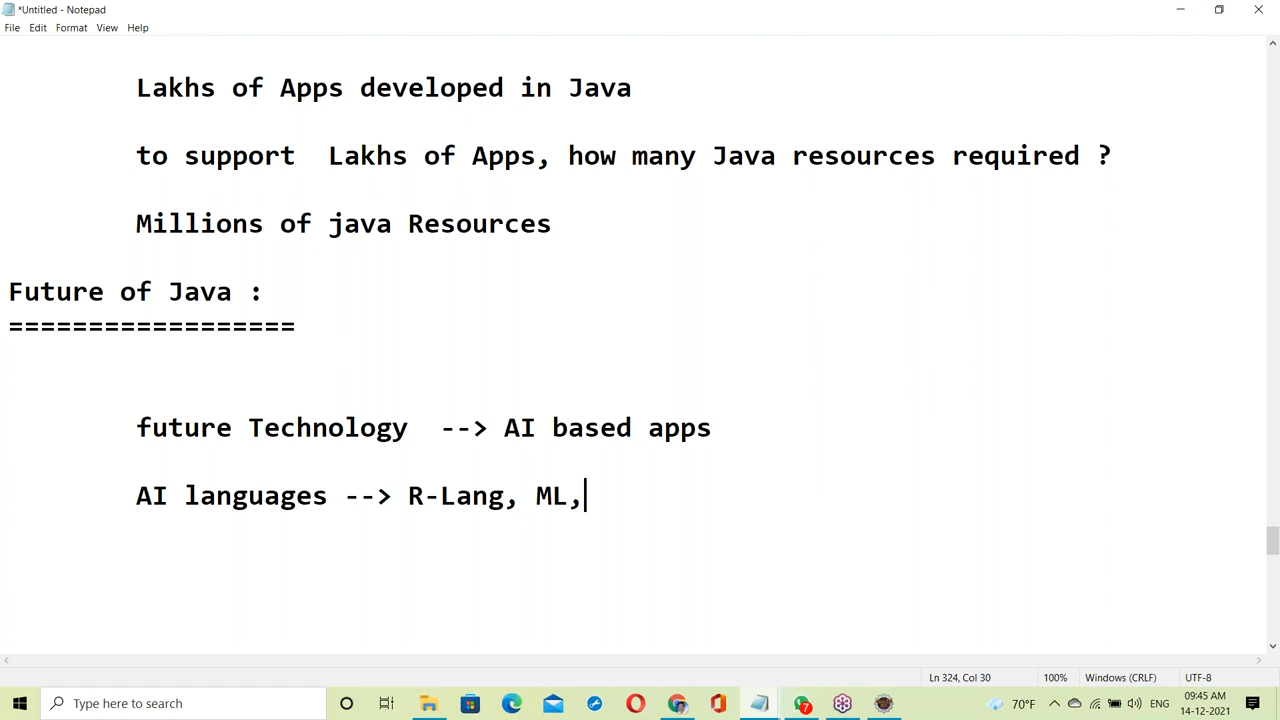 *Untitled - Notepad
File Edit Format View Help
Lakhs of Apps developed in Java
to support  Lakhs of Apps, how many Java resources required ?
Millions of java Resources
Future of Java :
==================
future Technology  --> AI based apps
AI languages --> R-Lang, ML,
Ln 324, Col 30 100% Windows (CRLF) UTF-8
Type here to search
7
70°F
ENG
09:45 AM
14-12-2021